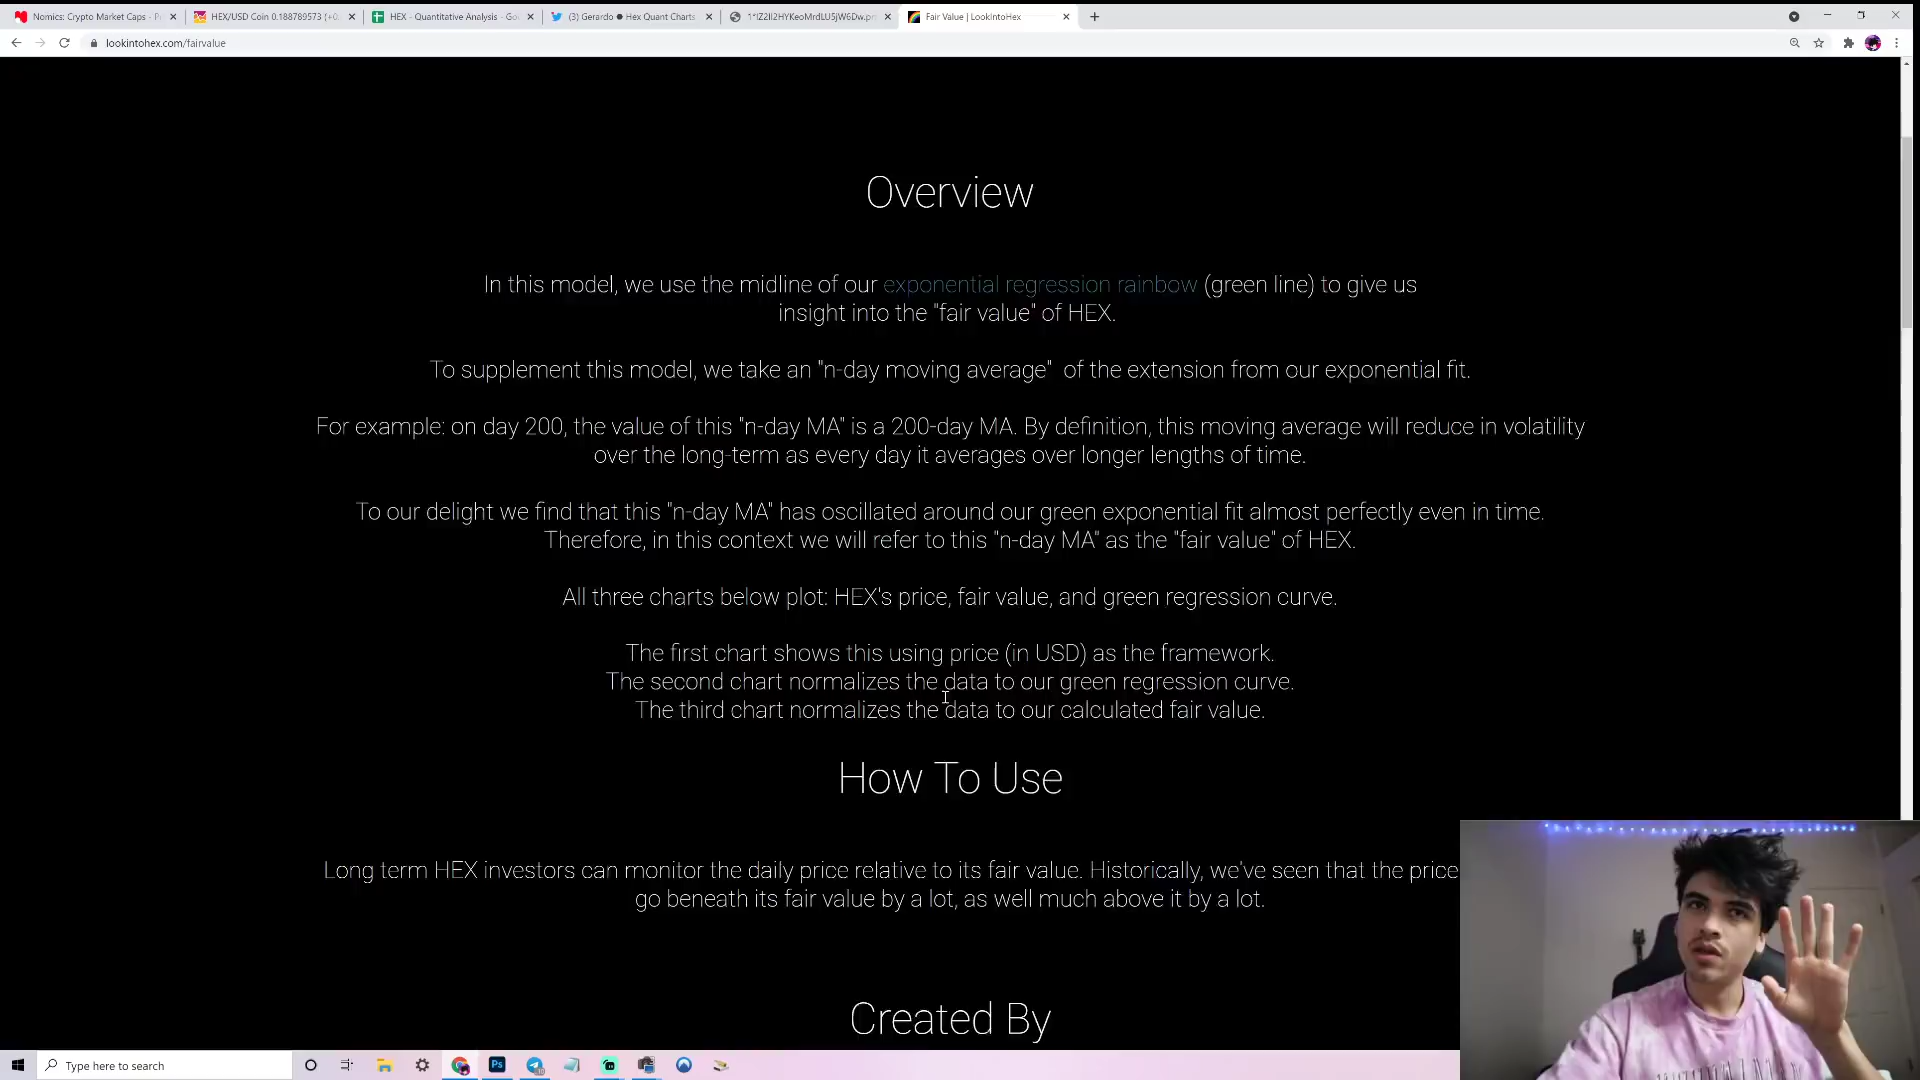 Nomics: Crypto Market Caps - P
HEX/USD Coin 0.188789573 (+0.
HEX - Quantitative Analysis - Goo
(3) Gerardo ● Hex Quant Charts
Fair Value | LookIntoHex
lookintohex.com/fairvalue
Overview
In this model, we use the midline of our exponential regression rainbow (green line) to give us
insight into the "fair value" of HEX.
To supplement this model, we take an "n-day moving average" of the extension from our exponential fit.
For example: on day 200, the value of this "n-day MA" is a 200-day MA. By definition, this moving average will reduce in volatility
over the long-term as every day it averages over longer lengths of time.
To our delight we find that this "n-day MA" has oscillated around our green exponential fit almost perfectly even in time.
Therefore, in this context we will refer to this "n-day MA" as the "fair value" of HEX.
All three charts below plot: HEX's price, fair value, and green regression curve.
The first chart shows this using price (in USD) as the framework.
The second chart normalizes the data to our green regression curve.
The third chart normalizes the data to our calculated fair value.
How To Use
Long term HEX investors can monitor the daily price relative to its fair value. Historically, we've seen that the price
go beneath its fair value by a lot, as well much above it by a lot.
Created By
Type here to search
Ps